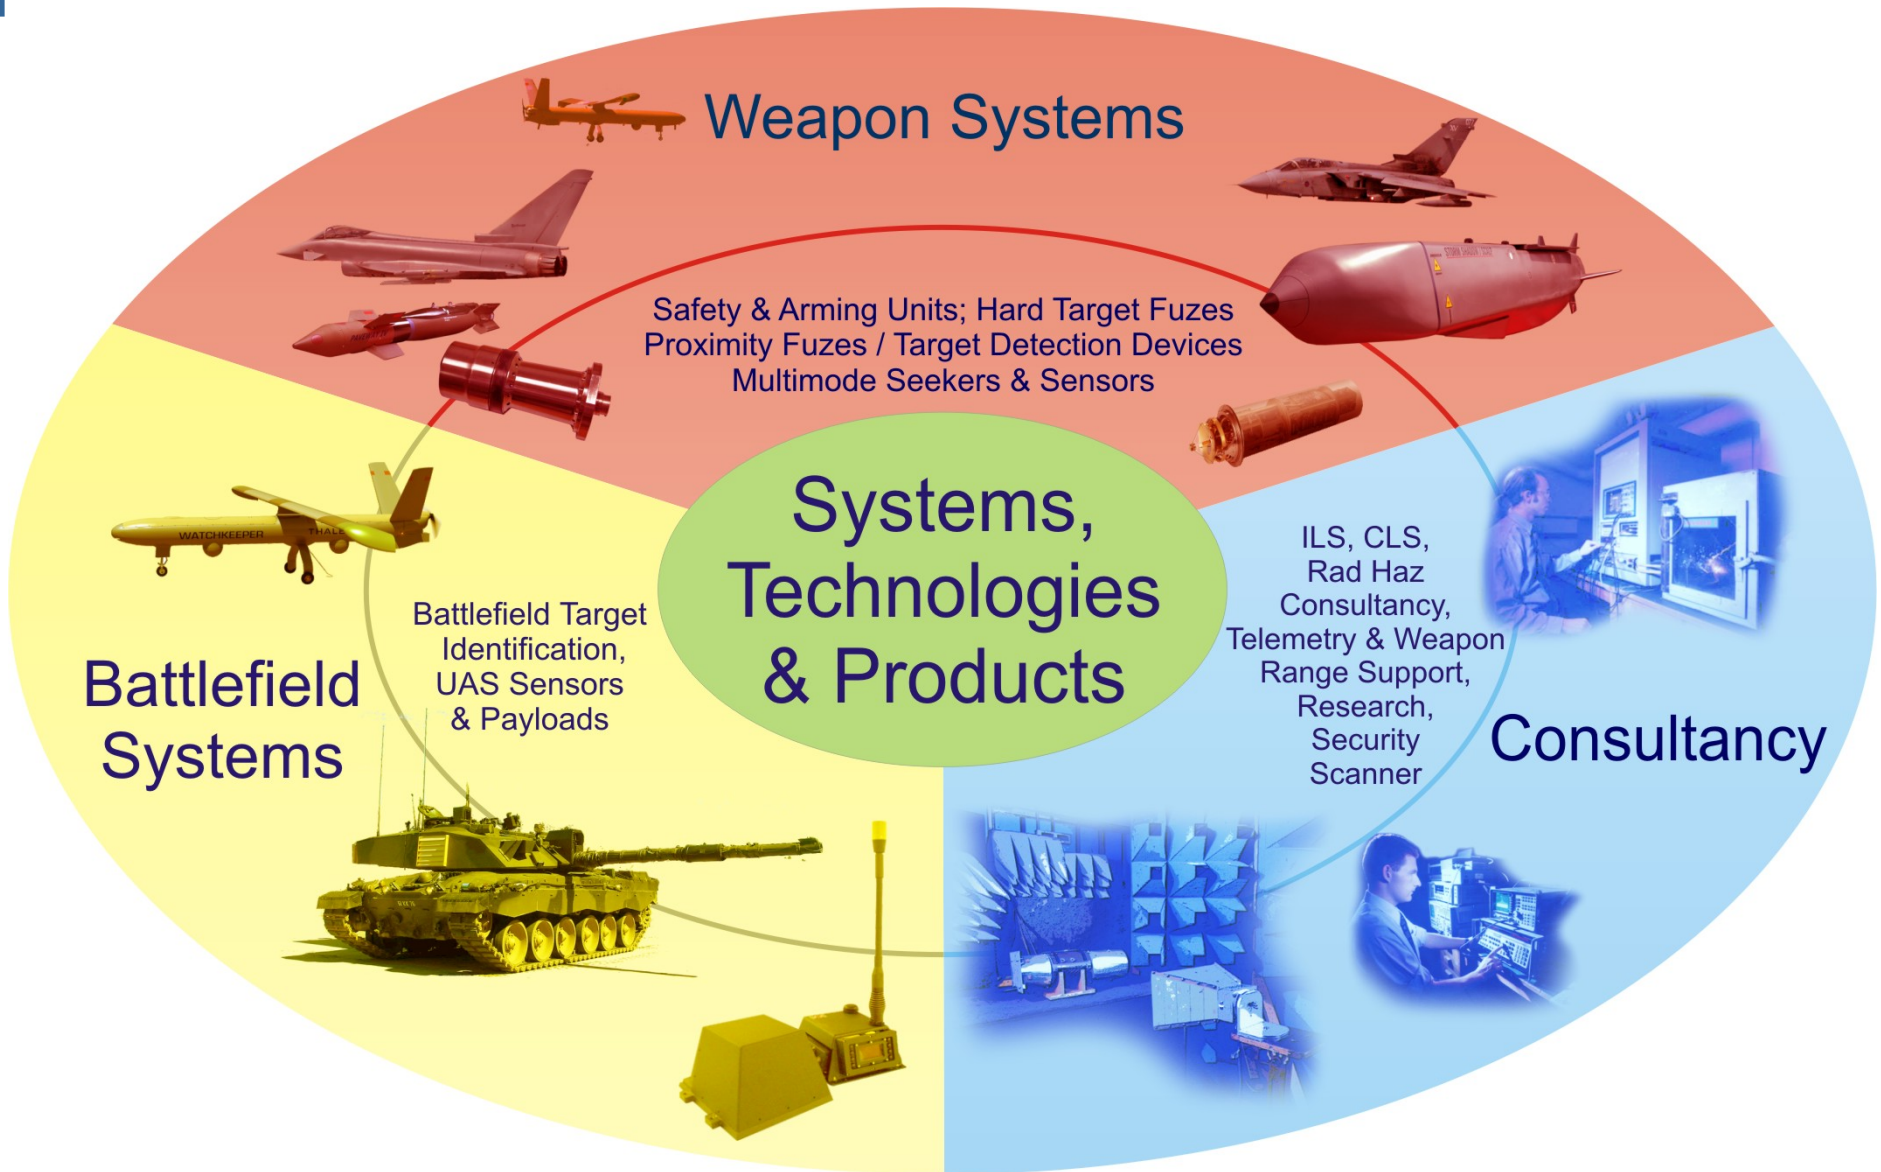 Weapon Systems
Safety & Arming Units; Hard Target Fuzes
Proximity Fuzes / Target Detection Devices
Multimode Seekers & Sensors
Systems,
Technologies
& Products
WATCHKEEPER
Battlefield Target
Identification,
UAS Sensors
& Payloads
Battlefield
Systems
ILS, CLS,
Rad Haz
Consultancy,
Telemetry & Weapon
Range Support,
Research,
Security
Scanner
Consultancy